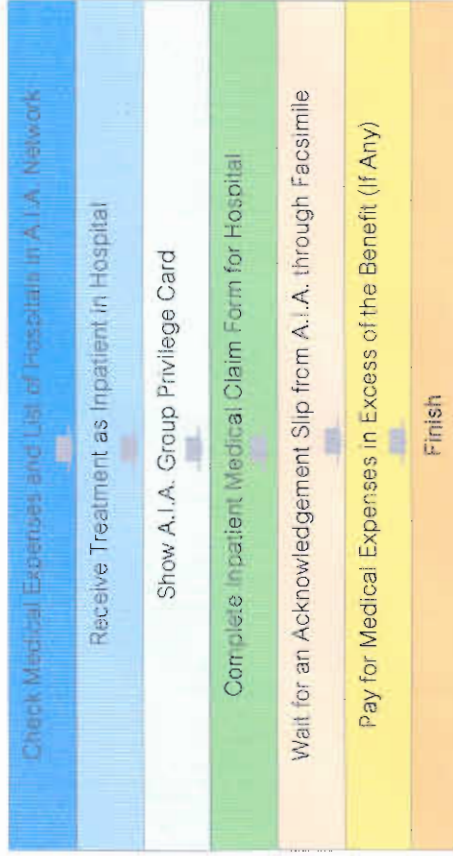 Check Medical Expenses and List of Hospitals in A.I.A. Network
Receive Treatment as Inpatient in Hospital
Show A.I.A. Group Privilege Card
Complete Inpatient Medical Claim Form for Hospital
Wait for an Acknowledgement Slip from A.I.A. through Facsimile
Pay for Medical Expenses in Excess of the Benefit (If Any)
Finish